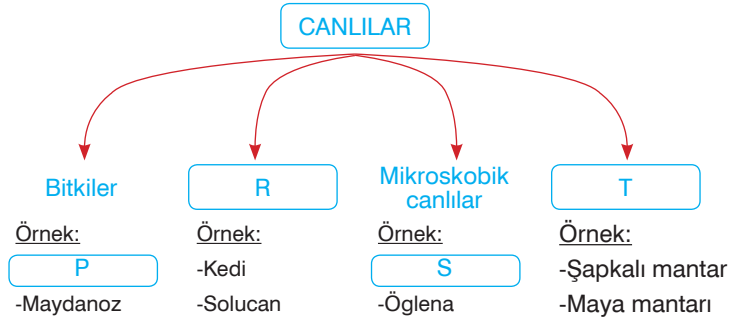 CANLILAR
Bitkiler
Örnek:
P
-Maydanoz
R
Örnek:
-Kedi
-Solucan
Mikroskobik
canlılar
Örnek:
S
-Öglena
T
Örnek:
-Şapkalı mantar
-Maya mantarı